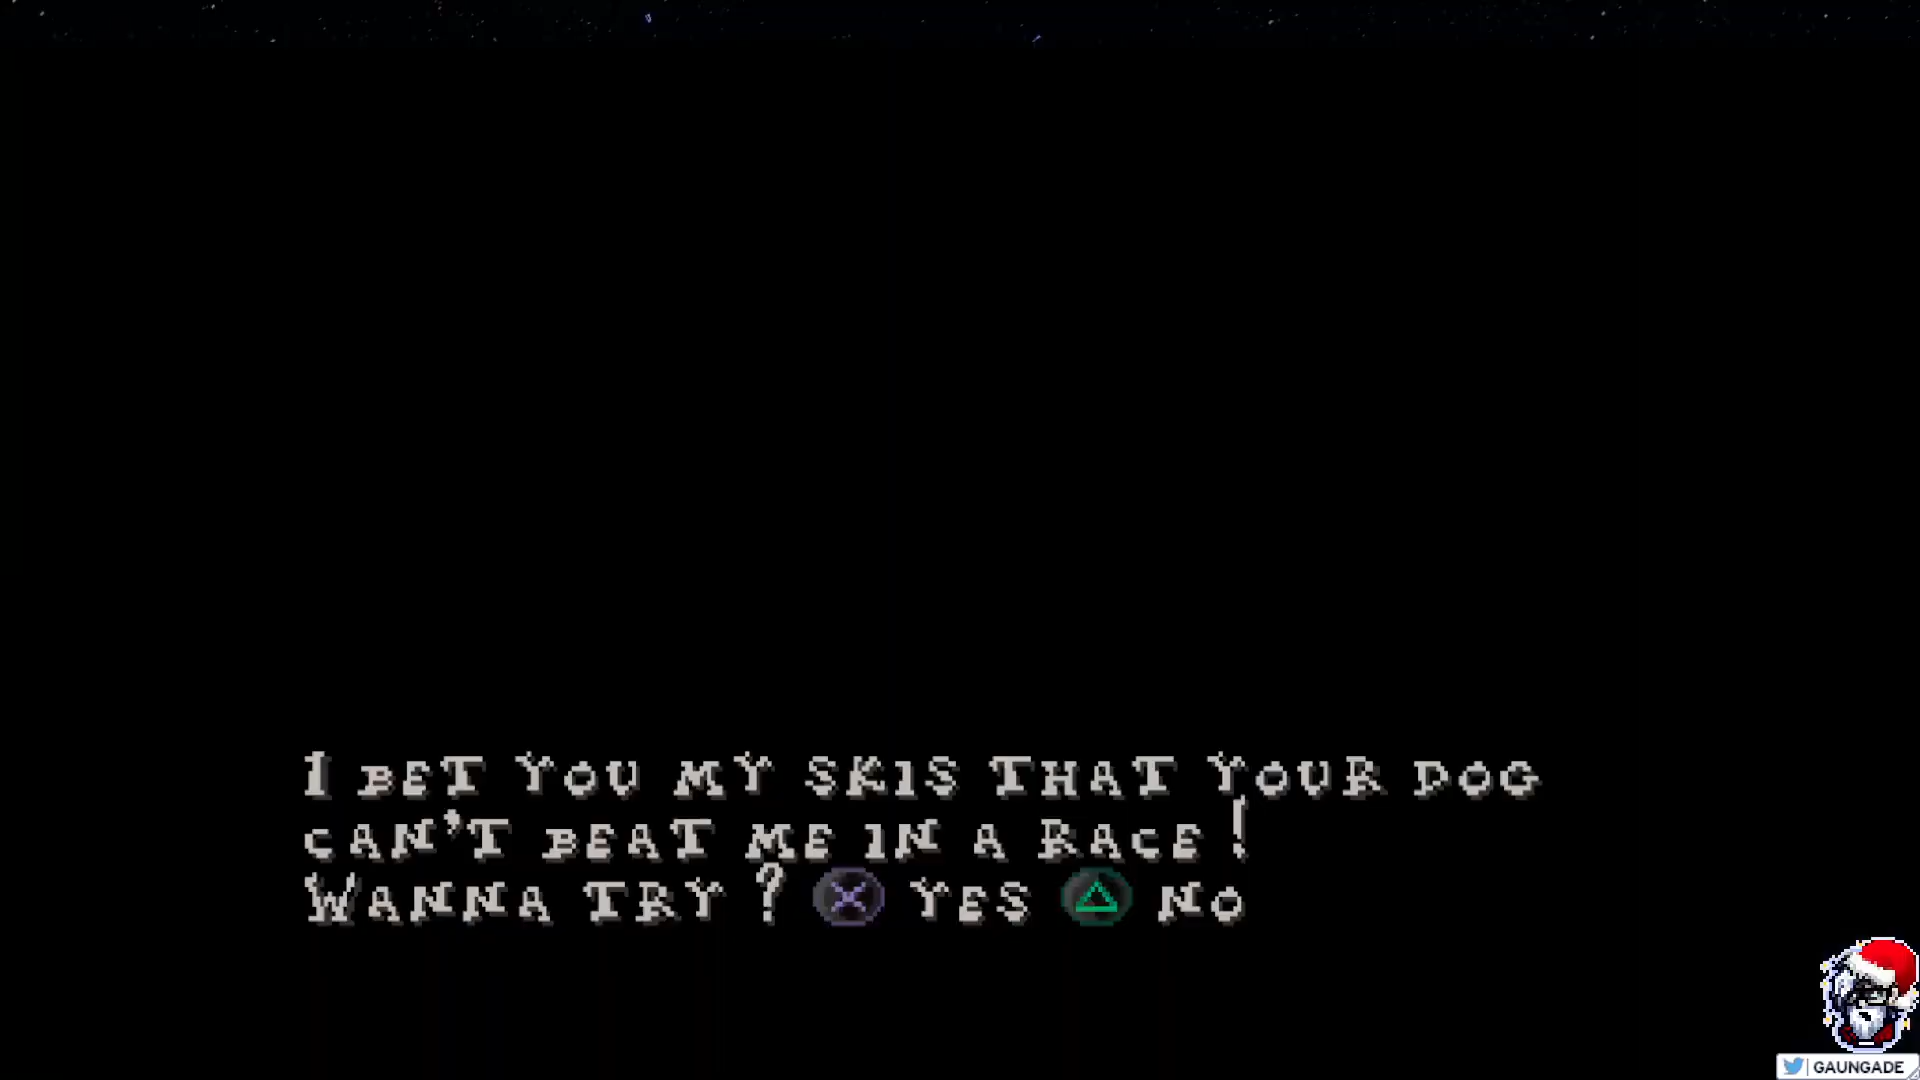 I BET YOU MY SKIS THAT YOUR DOG
CAN'T BEAT ME IN A RACE !
WANNA TRY ? YES NO
GAUNGADE